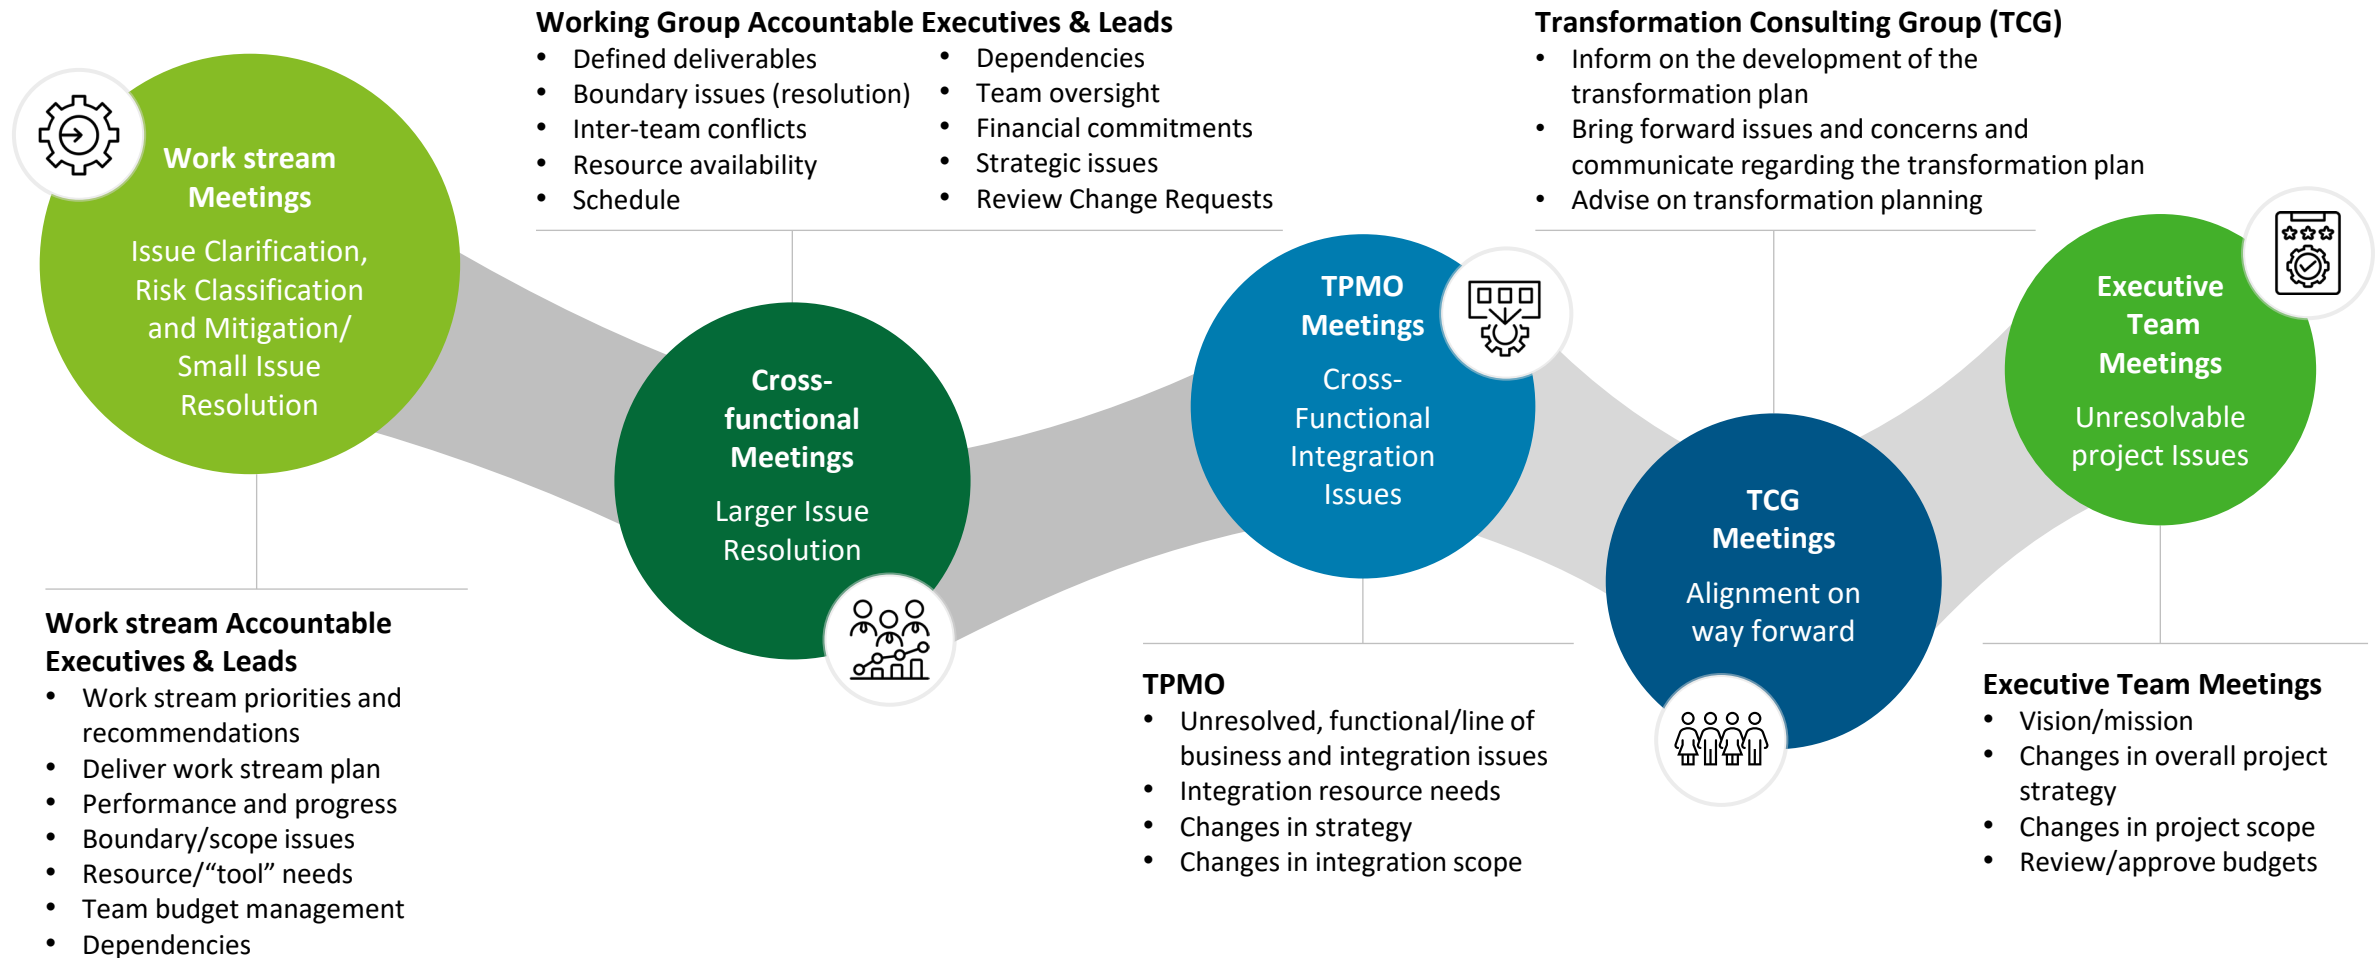 Working Group Accountable Executives & Leads
• Defined deliverables
• Boundary issues (resolution)
• Inter-team conflicts
• Resource availability
• Schedule
• Dependencies
• Team oversight
• Financial commitments
• Strategic issues
• Review Change Requests
Transformation Consulting Group (TCG)
• Inform on the development of the
transformation plan
• Bring forward issues and concerns and
communicate regarding the transformation plan
• Advise on transformation planning
Work stream
Meetings
Issue Clarification,
Risk Classification
and Mitigation/
Small Issue
Resolution
Cross-
functional
Meetings
Larger Issue
Resolution
TPMO
Meetings
Cross-
Functional
Integration
Issues
TCG
Meetings
Alignment on
way forward
Executive
Team
Meetings
Unresolvable
project Issues
Work stream Accountable
Executives & Leads
• Work stream priorities and
recommendations
• Deliver work stream plan
• Performance and progress
• Boundary/scope issues
• Resource/“tool” needs
• Team budget management
• Dependencies
TPMO
• Unresolved, functional/line of
business and integration issues
• Integration resource needs
• Changes in strategy
• Changes in integration scope
Executive Team Meetings
• Vision/mission
• Changes in overall project
strategy
• Changes in project scope
• Review/approve budgets